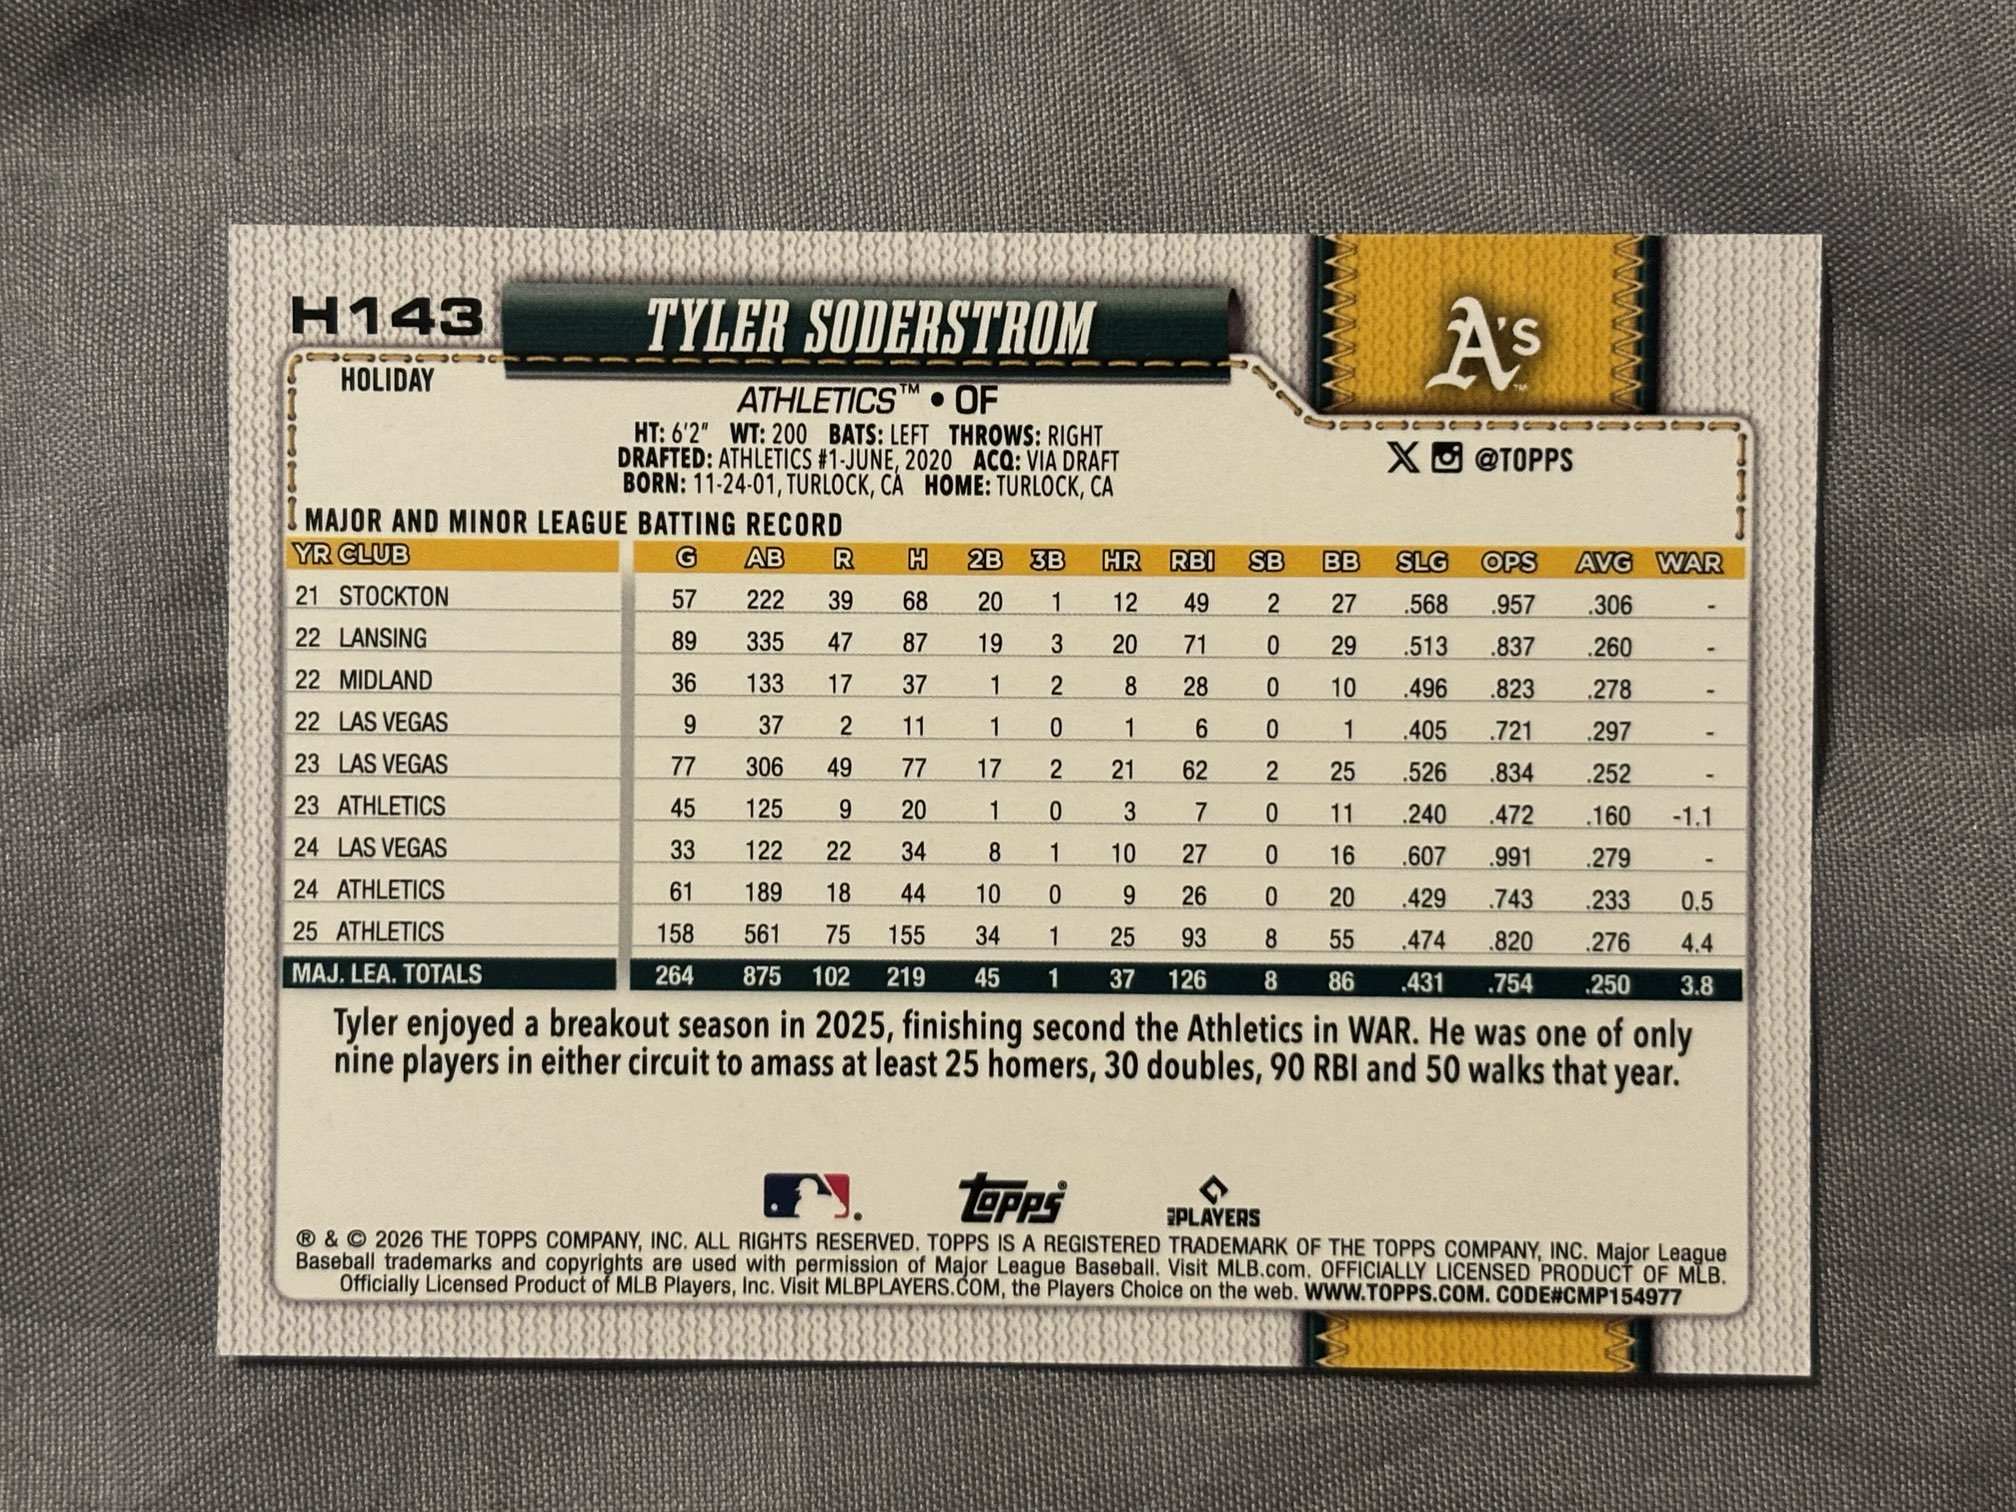 H143
TYLER SODERSTROM
A's™
HOLIDAY
ATHLETICS™ • OF
HT: 6'2" WT: 200 BATS: LEFT THROWS: RIGHT
DRAFTED: ATHLETICS #1-JUNE, 2020 ACQ: VIA DRAFT
BORN: 11-24-01, TURLOCK, CA HOME: TURLOCK, CA
@TOPPS
MAJOR AND MINOR LEAGUE BATTING RECORD
YR CLUB G AB R H 2B 3B HR RBI SB BB SLG OPS AVG WAR
21 STOCKTON 57 222 39 68 20 1 12 49 2 27 .568 .957 .306 -
22 LANSING 89 335 47 87 19 3 20 71 0 29 .513 .837 .260 -
22 MIDLAND 36 133 17 37 1 2 8 28 0 10 .496 .823 .278 -
22 LAS VEGAS 9 37 2 11 1 0 1 6 0 1 .405 .721 .297 -
23 LAS VEGAS 77 306 49 77 17 2 21 62 2 25 .526 .834 .252 -
23 ATHLETICS 45 125 9 20 1 0 3 7 0 11 .240 .472 .160 -1.1
24 LAS VEGAS 33 122 22 34 8 1 10 27 0 16 .607 .991 .279 -
24 ATHLETICS 61 189 18 44 10 0 9 26 0 20 .429 .743 .233 0.5
25 ATHLETICS 158 561 75 155 34 1 25 93 8 55 .474 .820 .276 4.4
MAJ. LEA. TOTALS 264 875 102 219 45 1 37 126 8 86 .431 .754 .250 3.8
Tyler enjoyed a breakout season in 2025, finishing second the Athletics in WAR. He was one of only
nine players in either circuit to amass at least 25 homers, 30 doubles, 90 RBI and 50 walks that year.
topps®
MLBPLAYERS
® & © 2026 THE TOPPS COMPANY, INC. ALL RIGHTS RESERVED. TOPPS IS A REGISTERED TRADEMARK OF THE TOPPS COMPANY, INC. Major League
Baseball trademarks and copyrights are used with permission of Major League Baseball. Visit MLB.com. OFFICIALLY LICENSED PRODUCT OF MLB.
Officially Licensed Product of MLB Players, Inc. Visit MLBPLAYERS.COM, the Players Choice on the web. WWW.TOPPS.COM. CODE#CMP154977